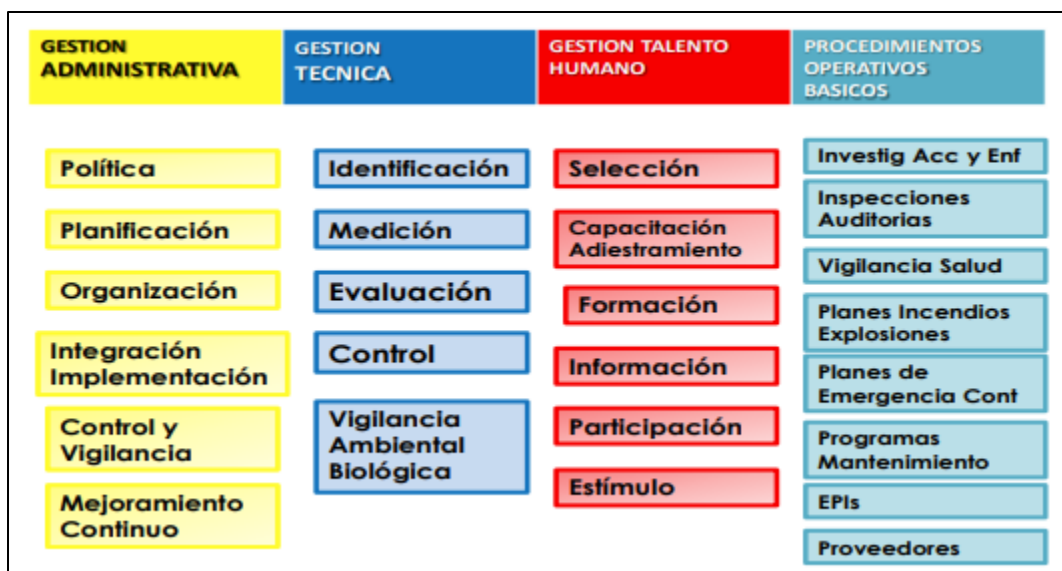 GESTION
ADMINISTRATIVA
GESTION
TECNICA
GESTION TALENTO
HUMANO
PROCEDIMIENTOS
OPERATIVOS
BASICOS
Política
Planificación
Organización
Integración
Implementación
Control y
Vigilancia
Mejoramiento
Continuo
Identificación
Medición
Evaluación
Control
Vigilancia
Ambiental
Biológica
Selección
Capacitación
Adiestramiento
Formación
Información
Participación
Estímulo
Investig Acc y Enf
Inspecciones
Auditorias
Vigilancia Salud
Planes Incendios
Explosiones
Planes de
Emergencia Cont
Programas
Mantenimiento
EPIs
Proveedores